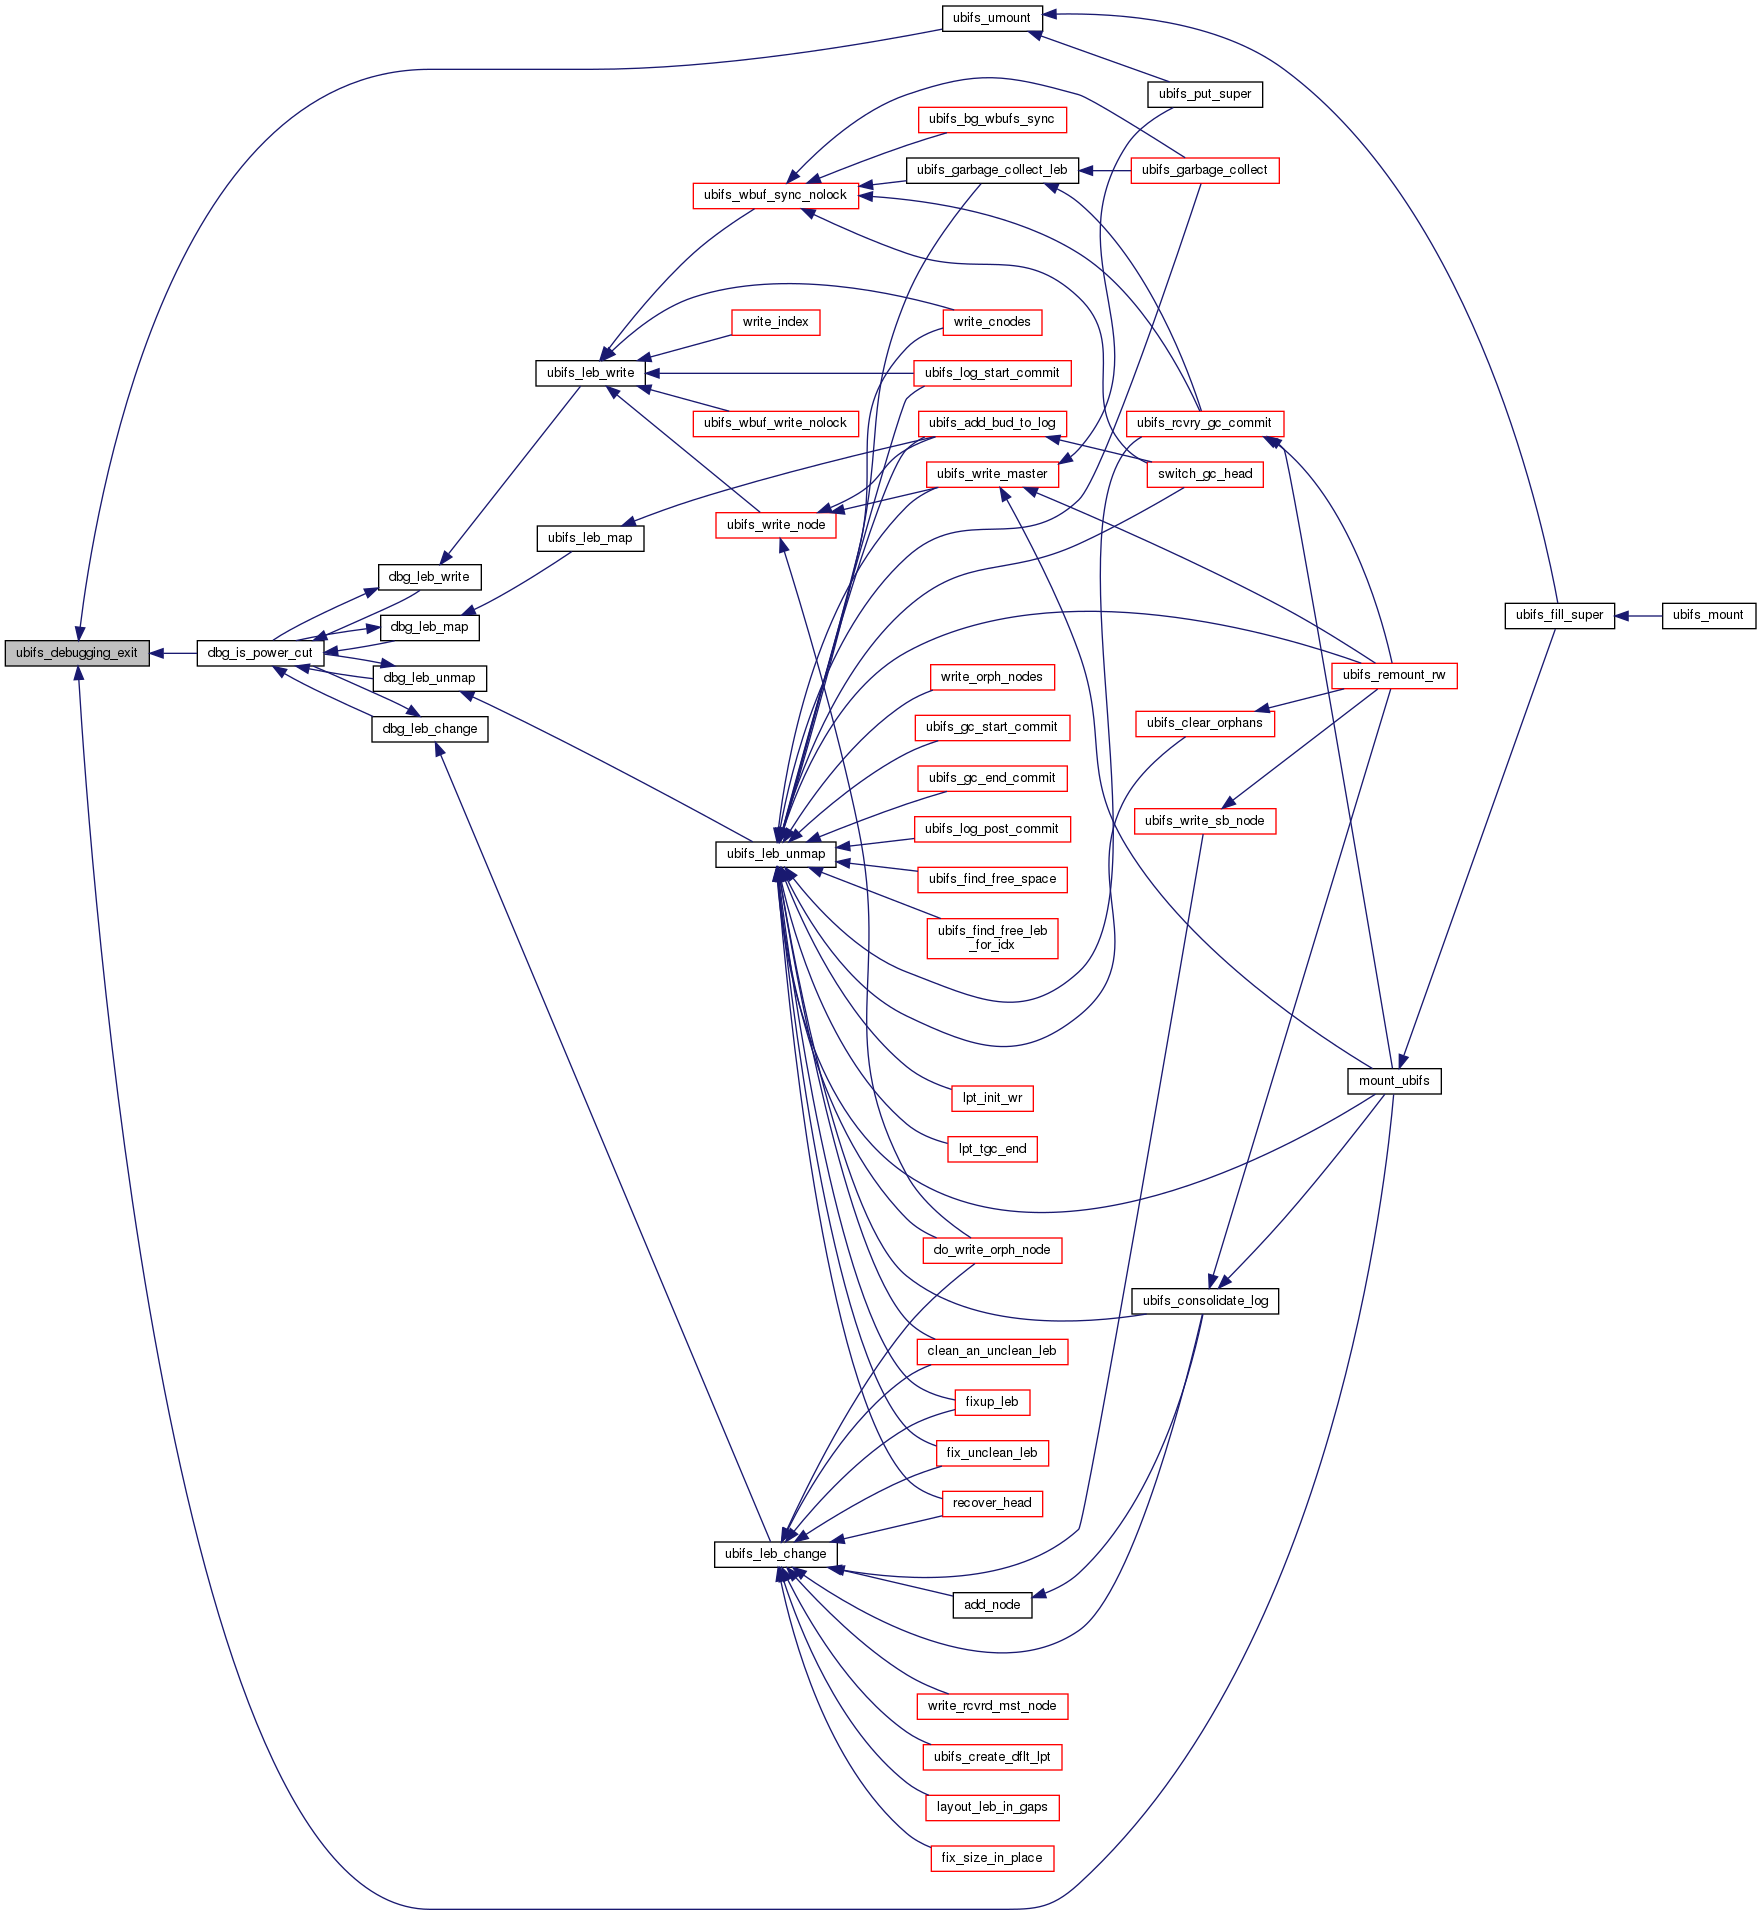 ubifs_umount
ubifs_put_super
ubifs_bg_wbufs_sync
ubifs_garbage_collect_leb
ubifs_garbage_collect
ubifs_wbuf_sync_nolock
write_index
write_cnodes
ubifs_leb_write
ubifs_log_start_commit
ubifs_wbuf_write_nolock
ubifs_add_bud_to_log
ubifs_rcvry_gc_commit
ubifs_write_master
switch_gc_head
ubifs_write_node
ubifs_leb_map
dbg_leb_write
dbg_leb_map
ubifs_fill_super
ubifs_mount
ubifs_debugging_exit
dbg_is_power_cut
dbg_leb_unmap
write_orph_nodes
ubifs_remount_rw
dbg_leb_change
ubifs_gc_start_commit
ubifs_clear_orphans
ubifs_gc_end_commit
ubifs_log_post_commit
ubifs_write_sb_node
ubifs_leb_unmap
ubifs_find_free_space
ubifs_find_free_leb
_for_idx
mount_ubifs
lpt_init_wr
lpt_tgc_end
do_write_orph_node
ubifs_consolidate_log
clean_an_unclean_leb
fixup_leb
fix_unclean_leb
recover_head
ubifs_leb_change
add_node
write_rcvrd_mst_node
ubifs_create_dflt_lpt
layout_leb_in_gaps
fix_size_in_place